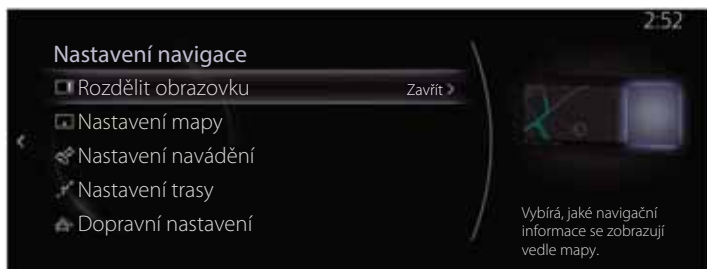 2:52
Nastavení navigace
Rozdělit obrazovku Zavřít
Nastavení mapy
Nastavení navádění
Nastavení trasy
Dopravní nastavení
Vybírá, jaké navigační
informace se zobrazují
vedle mapy.